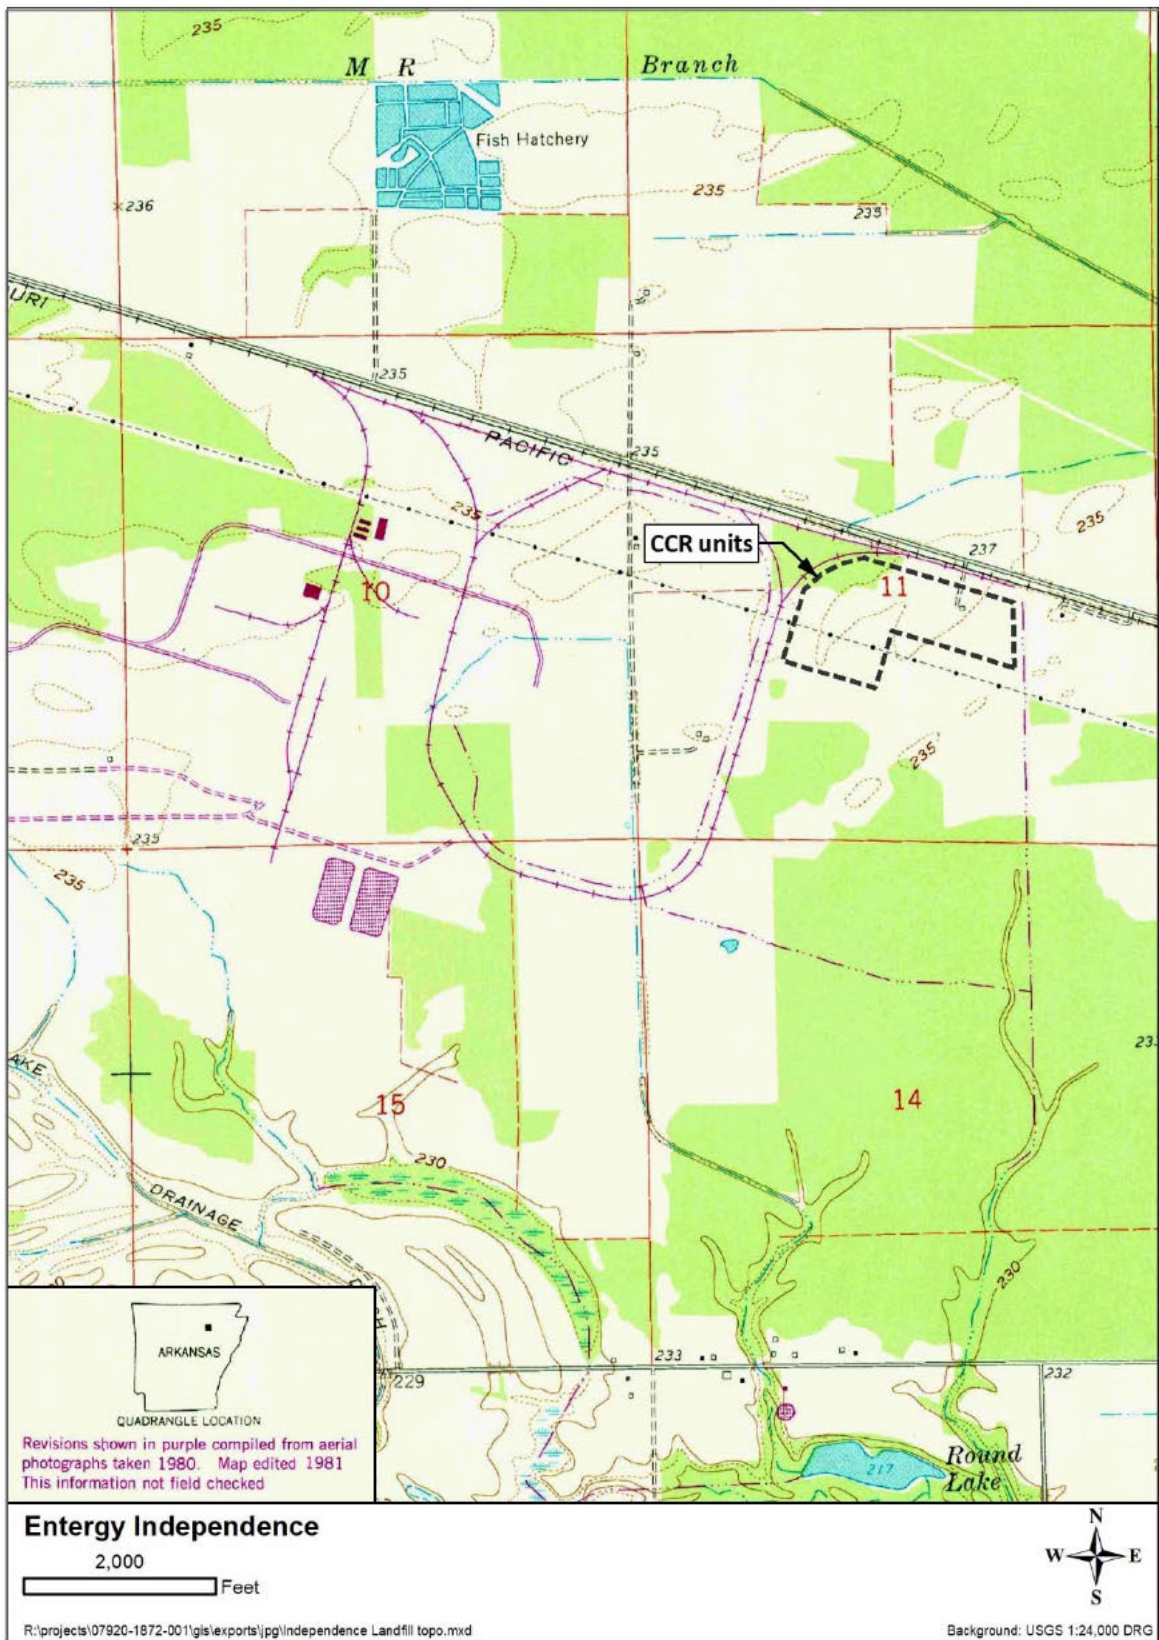 235
M R Branch
Fish Hatchery
236
235
235
URI
235
PACIFIC
235
235
235
CCR units
237
10
11
235
235
235
AKE
15
14
230
DRAINAGE
230
233
229
232
ARKANSAS
QUADRANGLE LOCATION
Revisions shown in purple compiled from aerial
photographs taken 1980. Map edited 1981
This information not field checked
217
Round
Lake
Entergy Independence
2,000
Feet
N
W E
S
R:\projects\07920-1872-001\gis\exports\jpg\Independence Landfill topo.mxd
Background: USGS 1:24,000 DRG